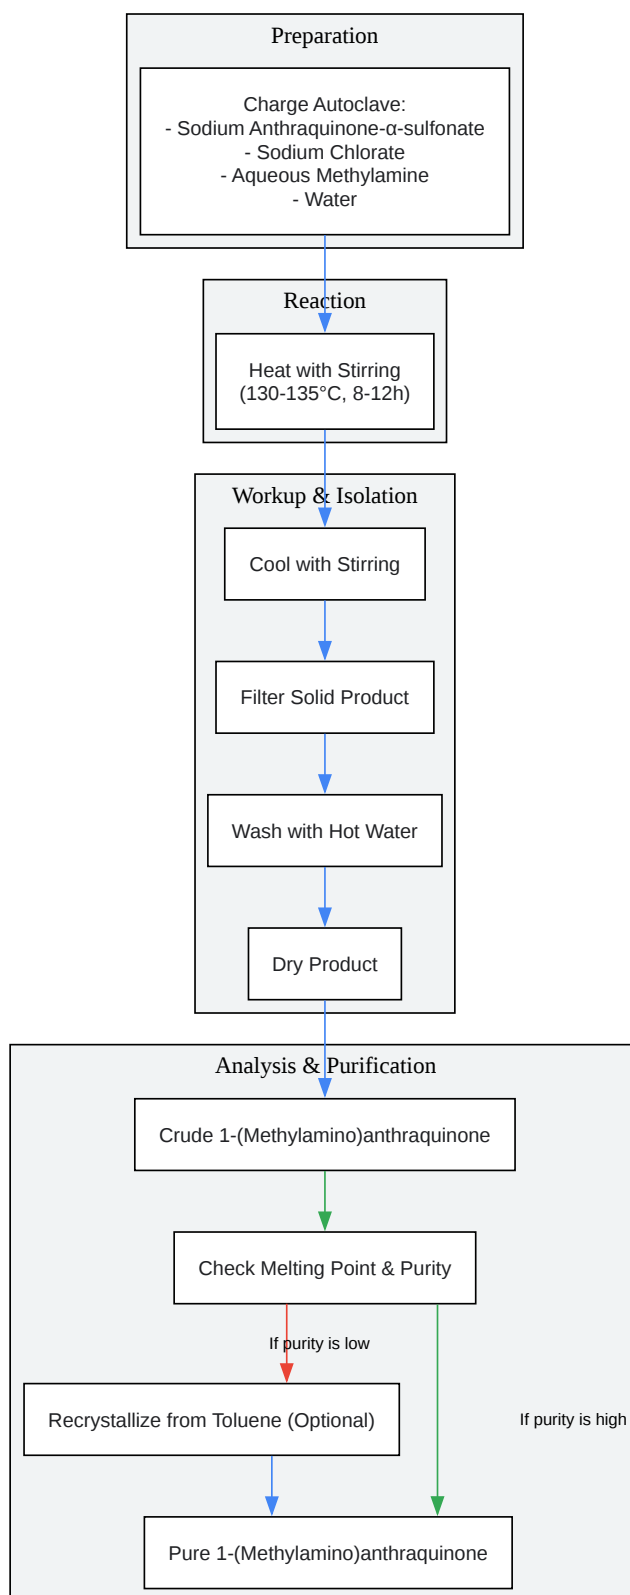 Preparation
Charge Autoclave:
- Sodium Anthraquinone-α-sulfonate
- Sodium Chlorate
- Aqueous Methylamine
- Water
Reaction
Heat with Stirring
(130-135°C, 8-12h)
Workup & Isolation
Cool with Stirring
Filter Solid Product
Wash with Hot Water
Dry Product
Analysis & Purification
Crude 1-(Methylamino)anthraquinone
Check Melting Point & Purity
If purity is low
Recrystallize from Toluene (Optional)
If purity is high
Pure 1-(Methylamino)anthraquinone